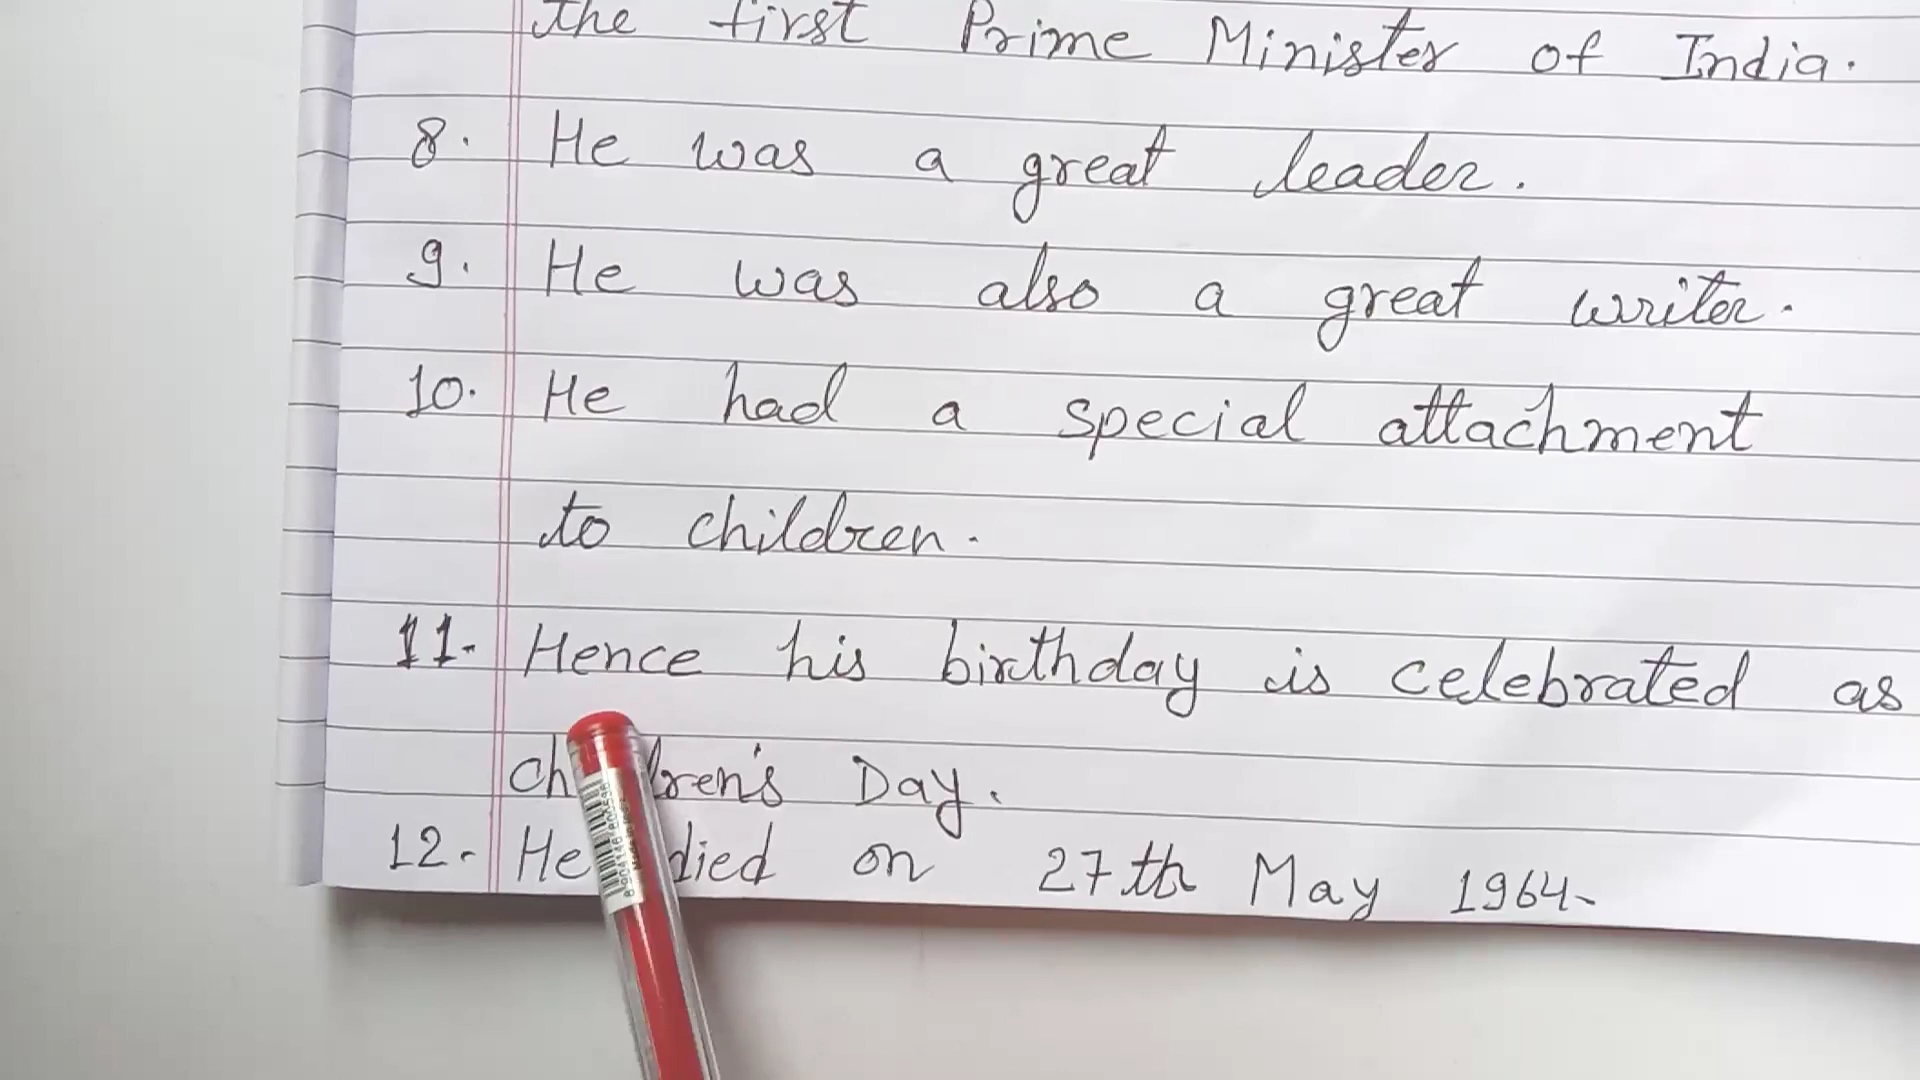 the first Prime Minister of India.
8. He was a great leader.
9. He was also a great writer.
10. He had a special attachment
to children.
11. Hence his birthday is celebrated as
children's Day.
12. He died on 27th May 1964.